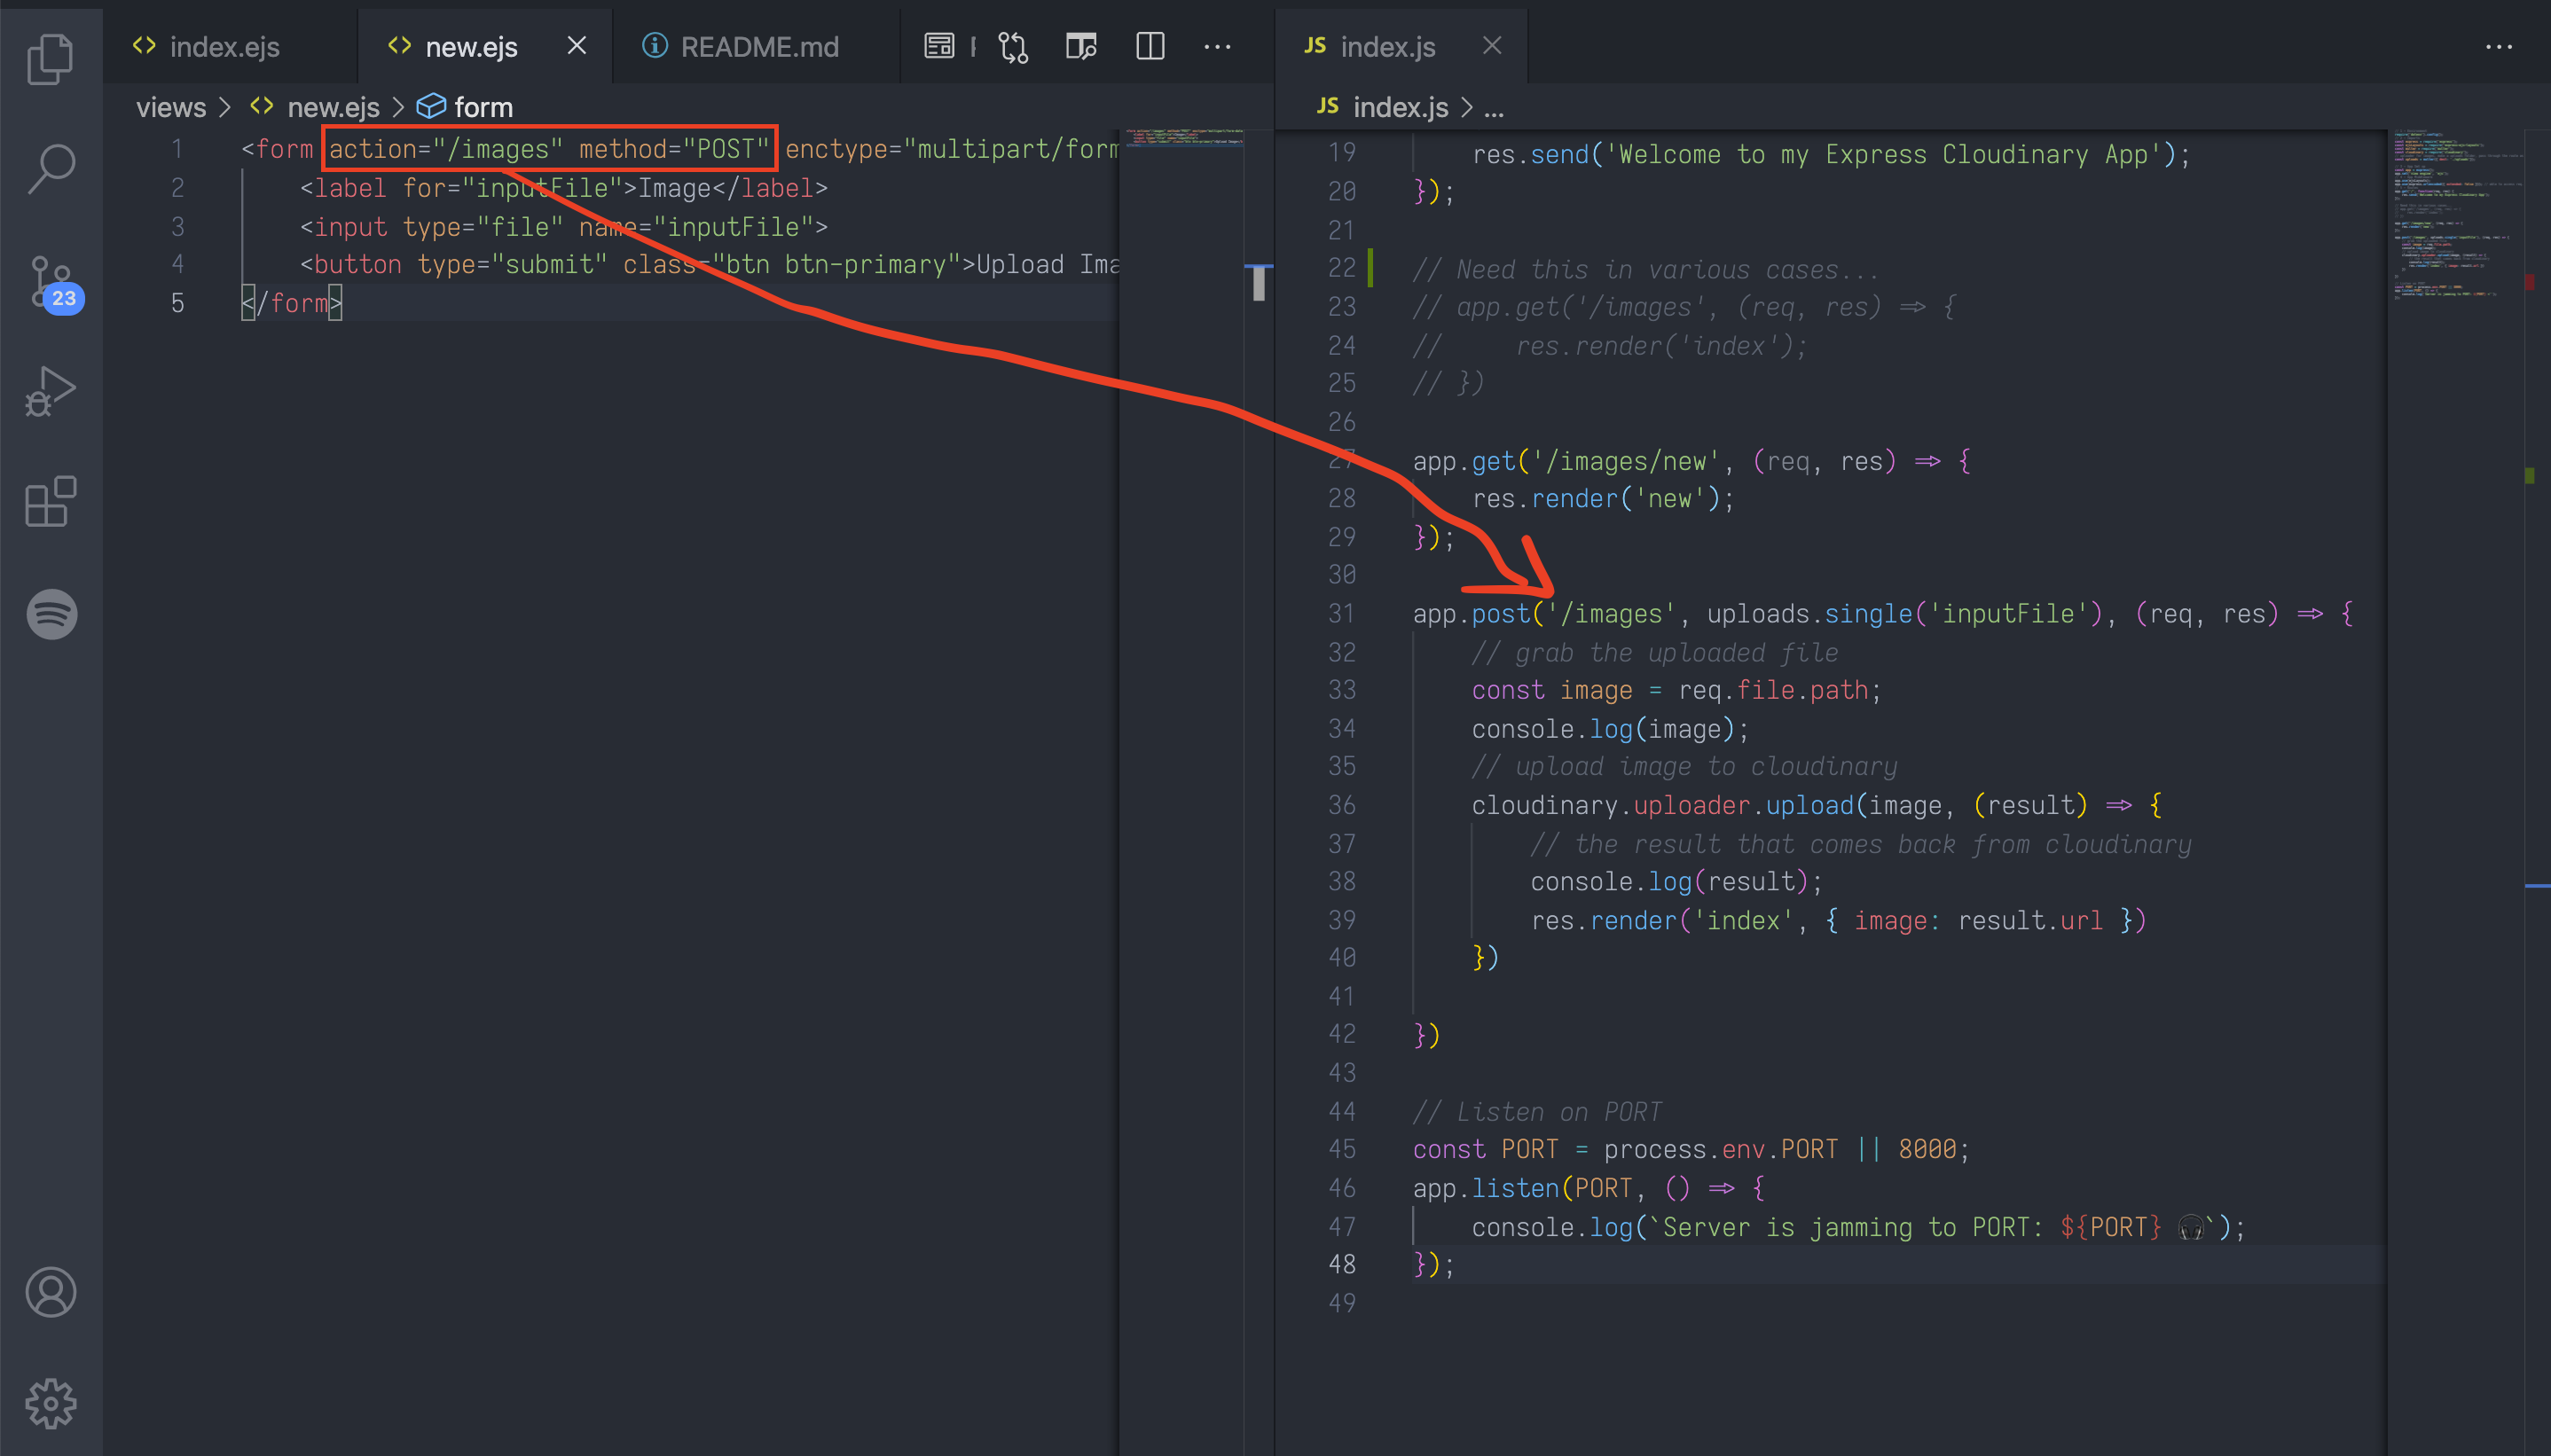 index.ejs
new.ejs
README.md
JS index.js
views > new.ejs > form
JS index.js > ...
23
1 <form action="/images" method="POST" enctype="multipart/form
2 <label for="inputFile">Image</label>
3 <input type="file" name="inputFile">
4 <button type="submit" class="btn btn-primary">Upload Ima
5 </form>
19 res.send('Welcome to my Express Cloudinary App');
20 });
21
22 // Need this in various cases...
23 // app.get('/images', (req, res) => {
24 //     res.render('index');
25 // })
26
27 app.get('/images/new', (req, res) => {
28 res.render('new');
29 });
30
31 app.post('/images', uploads.single('inputFile'), (req, res) => {
32 // grab the uploaded file
33 const image = req.file.path;
34 console.log(image);
35 // upload image to cloudinary
36 cloudinary.uploader.upload(image, (result) => {
37 // the result that comes back from cloudinary
38 console.log(result);
39 res.render('index', { image: result.url })
40 })
41
42 })
43
44 // Listen on PORT
45 const PORT = process.env.PORT || 8000;
46 app.listen(PORT, () => {
47 console.log(`Server is jamming to PORT: ${PORT} 🎧`);
48 });
49